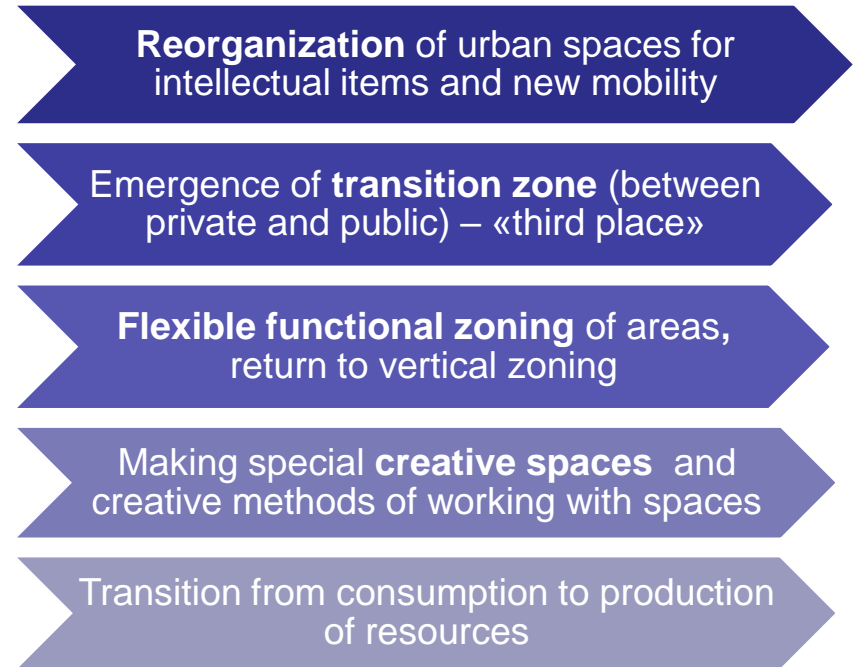 Reorganization of urban spaces for
intellectual items and new mobility
Emergence of transition zone (between
private and public) – «third place»
Flexible functional zoning of areas,
return to vertical zoning
Making special creative spaces and
creative methods of working with spaces
Transition from consumption to production
of resources